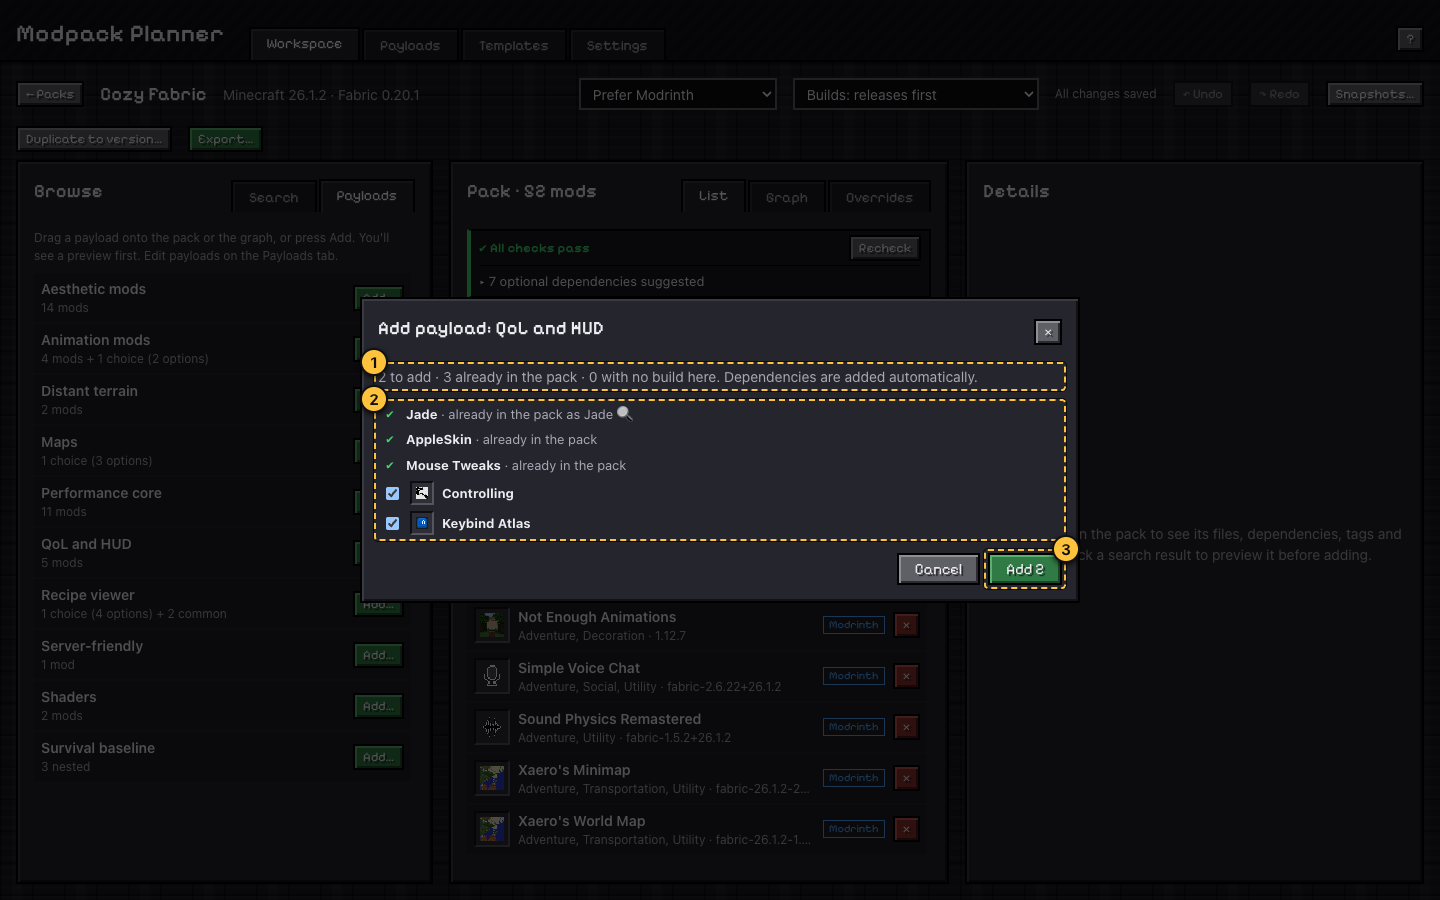 Modpack Planner
Workspace
Payloads
Templates
Settings
?
← Packs
Cozy Fabric
Minecraft 26.1.2 · Fabric 0.20.1
Prefer Modrinth
Builds: releases first
All changes saved
↶ Undo
↷ Redo
Snapshots...
Duplicate to version...
Export...
Browse
Search
Payloads
Drag a payload onto the pack or the graph, or press Add. You'll
see a preview first. Edit payloads on the Payloads tab.
Aesthetic mods
14 mods
Add...
Animation mods
4 mods + 1 choice (2 options)
Distant terrain
2 mods
Maps
1 choice (3 options)
Performance core
11 mods
QoL and HUD
5 mods
Recipe viewer
1 choice (4 options) + 2 common
Add...
Server-friendly
1 mod
Add...
Shaders
2 mods
Add...
Survival baseline
3 nested
Add...
Pack · 82 mods
List
Graph
Overrides
✔ All checks pass
Recheck
▸ 7 optional dependencies suggested
Add payload: QoL and HUD
×
1
2 to add · 3 already in the pack · 0 with no build here. Dependencies are added automatically.
2
✔ Jade · already in the pack as Jade 🔍
✔ AppleSkin · already in the pack
✔ Mouse Tweaks · already in the pack
Controlling
Keybind Atlas
Cancel
Add 2
3
Not Enough Animations
Adventure, Decoration · 1.12.7
Modrinth
×
Simple Voice Chat
Adventure, Social, Utility · fabric-2.6.22+26.1.2
Modrinth
×
Sound Physics Remastered
Adventure, Utility · fabric-1.5.2+26.1.2
Modrinth
×
Xaero's Minimap
Adventure, Transportation, Utility · fabric-26.1.2-2...
Modrinth
×
Xaero's World Map
Adventure, Transportation, Utility · fabric-26.1.2-1....
Modrinth
×
Details
n the pack to see its files, dependencies, tags and
ck a search result to preview it before adding.